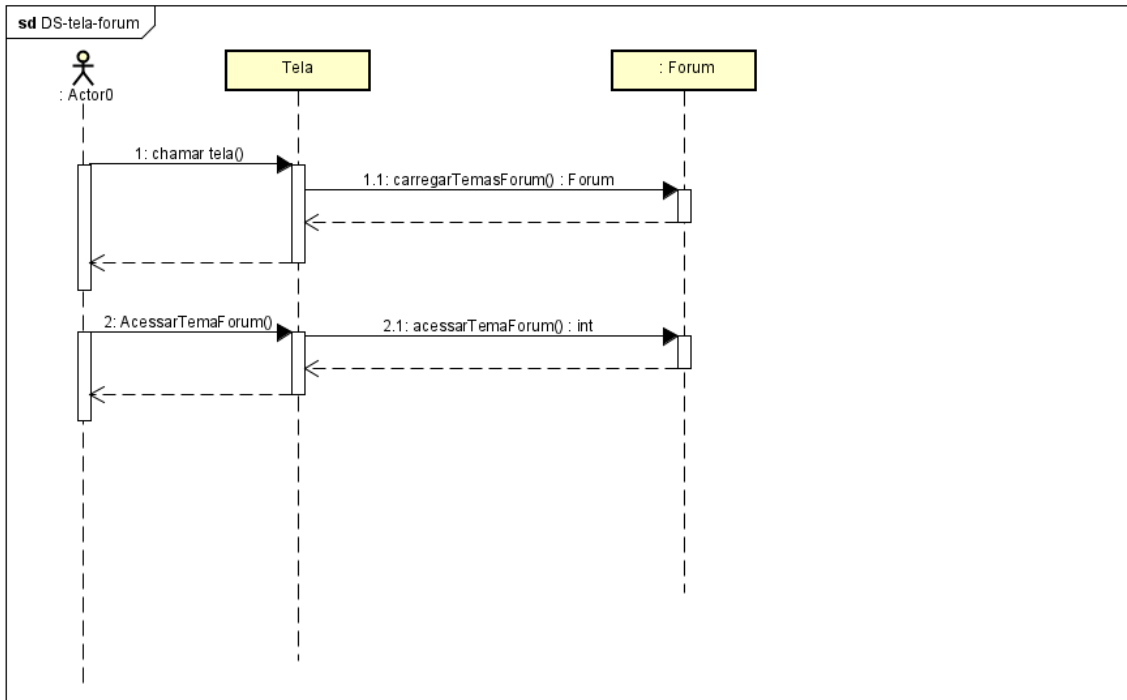 sd DS-tela-forum
: Actor0
Tela
: Forum
1: chamar tela()
1.1: carregarTemasForum() : Forum
2: AcessarTemaForum()
2.1: acessarTemaForum() : int